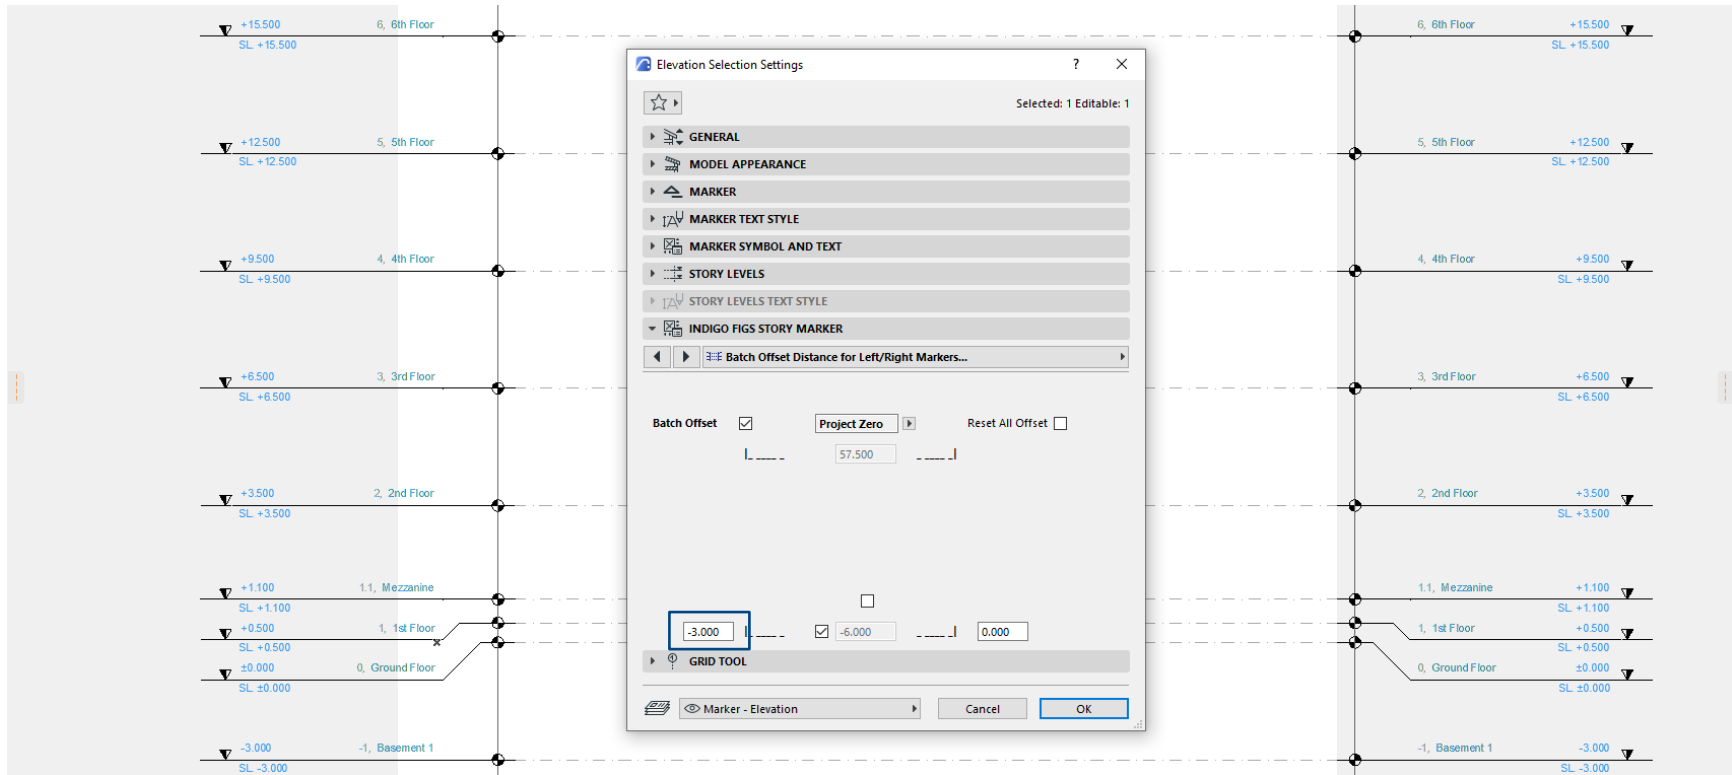 +15.500 6, 6th Floor
SL. +15.500
+12.500 5, 5th Floor
SL. +12.500
+9.500 4, 4th Floor
SL. +9.500
+6.500 3, 3rd Floor
SL. +6.500
+3.500 2, 2nd Floor
SL. +3.500
+1.100 1.1, Mezzanine
SL. +1.100
+0.500 1, 1st Floor
SL. +0.500
±0.000 0, Ground Floor
SL. ±0.000
-3.000 -1, Basement 1
SL. -3.000
Elevation Selection Settings ?
Selected: 1 Editable: 1
GENERAL
MODEL APPEARANCE
MARKER
MARKER TEXT STYLE
MARKER SYMBOL AND TEXT
STORY LEVELS
STORY LEVELS TEXT STYLE
INDIGO FIGS STORY MARKER
Batch Offset Distance for Left/Right Markers...
Batch Offset Project Zero Reset All Offset
57.500
-3.000 -6.000 0.000
GRID TOOL
Marker - Elevation Cancel OK
6, 6th Floor +15.500
SL. +15.500
5, 5th Floor +12.500
SL. +12.500
4, 4th Floor +9.500
SL. +9.500
3, 3rd Floor +6.500
SL. +6.500
2, 2nd Floor +3.500
SL. +3.500
1.1, Mezzanine +1.100
SL. +1.100
1, 1st Floor +0.500
SL. +0.500
0, Ground Floor ±0.000
SL. ±0.000
-1, Basement 1 -3.000
SL. -3.000